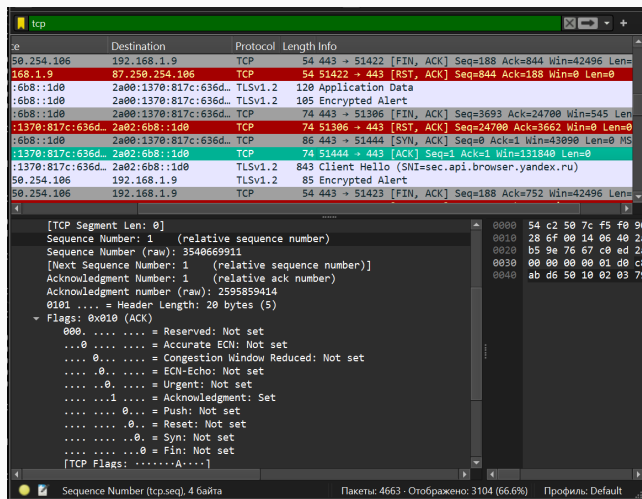 tcp
ce Destination Protocol Length Info
50.254.106 192.168.1.9 TCP 54 443 → 51422 [FIN, ACK] Seq=188 Ack=844 Win=42496 Len=
168.1.9 87.250.254.106 TCP 54 51422 → 443 [RST, ACK] Seq=844 Ack=188 Win=0 Len=0
:6b8::1d0 2a00:1370:817c:636d… TLSv1.2 120 Application Data
:6b8::1d0 2a00:1370:817c:636d… TLSv1.2 105 Encrypted Alert
:6b8::1d0 2a00:1370:817c:636d… TCP 74 443 → 51306 [FIN, ACK] Seq=3693 Ack=24700 Win=545 Len
:1370:817c:636d… 2a02:6b8::1d0 TCP 74 51306 → 443 [RST, ACK] Seq=24700 Ack=3662 Win=0 Len=0
:6b8::1d0 2a00:1370:817c:636d… TCP 86 443 → 51444 [SYN, ACK] Seq=0 Ack=1 Win=43090 Len=0 MS
:1370:817c:636d… 2a02:6b8::1d0 TCP 74 51444 → 443 [ACK] Seq=1 Ack=1 Win=131840 Len=0
:1370:817c:636d… 2a02:6b8::1d0 TLSv1.2 843 Client Hello (SNI=sec.api.browser.yandex.ru)
50.254.106 192.168.1.9 TLSv1.2 85 Encrypted Alert
50.254.106 192.168.1.9 TCP 54 443 → 51423 [FIN, ACK] Seq=188 Ack=752 Win=42496 Len=
[TCP Segment Len: 0]
Sequence Number: 1 (relative sequence number)
Sequence Number (raw): 3540669911
[Next Sequence Number: 1 (relative sequence number)]
Acknowledgment Number: 1 (relative ack number)
Acknowledgment number (raw): 2595859414
0101 .... = Header Length: 20 bytes (5)
Flags: 0x010 (ACK)
000. .... .... = Reserved: Not set
...0 .... .... = Accurate ECN: Not set
.... 0... .... = Congestion Window Reduced: Not set
.... .0.. .... = ECN-Echo: Not set
.... ..0. .... = Urgent: Not set
.... ...1 .... = Acknowledgment: Set
.... .... 0... = Push: Not set
.... .... .0.. = Reset: Not set
.... .... ..0. = Syn: Not set
.... .... ...0 = Fin: Not set
[TCP Flags: ·······A····]
0000 54 c2 50 7c f5 f0 9
0010 28 6f 00 14 06 40 2
0020 b5 9e 76 67 c0 ed 2
0030 00 00 00 00 01 d0 c
0040 ab d6 50 10 02 03 7
Sequence Number (tcp.seq), 4 байта Пакеты: 4663 · Отображено: 3104 (66.6%) Профиль: Default